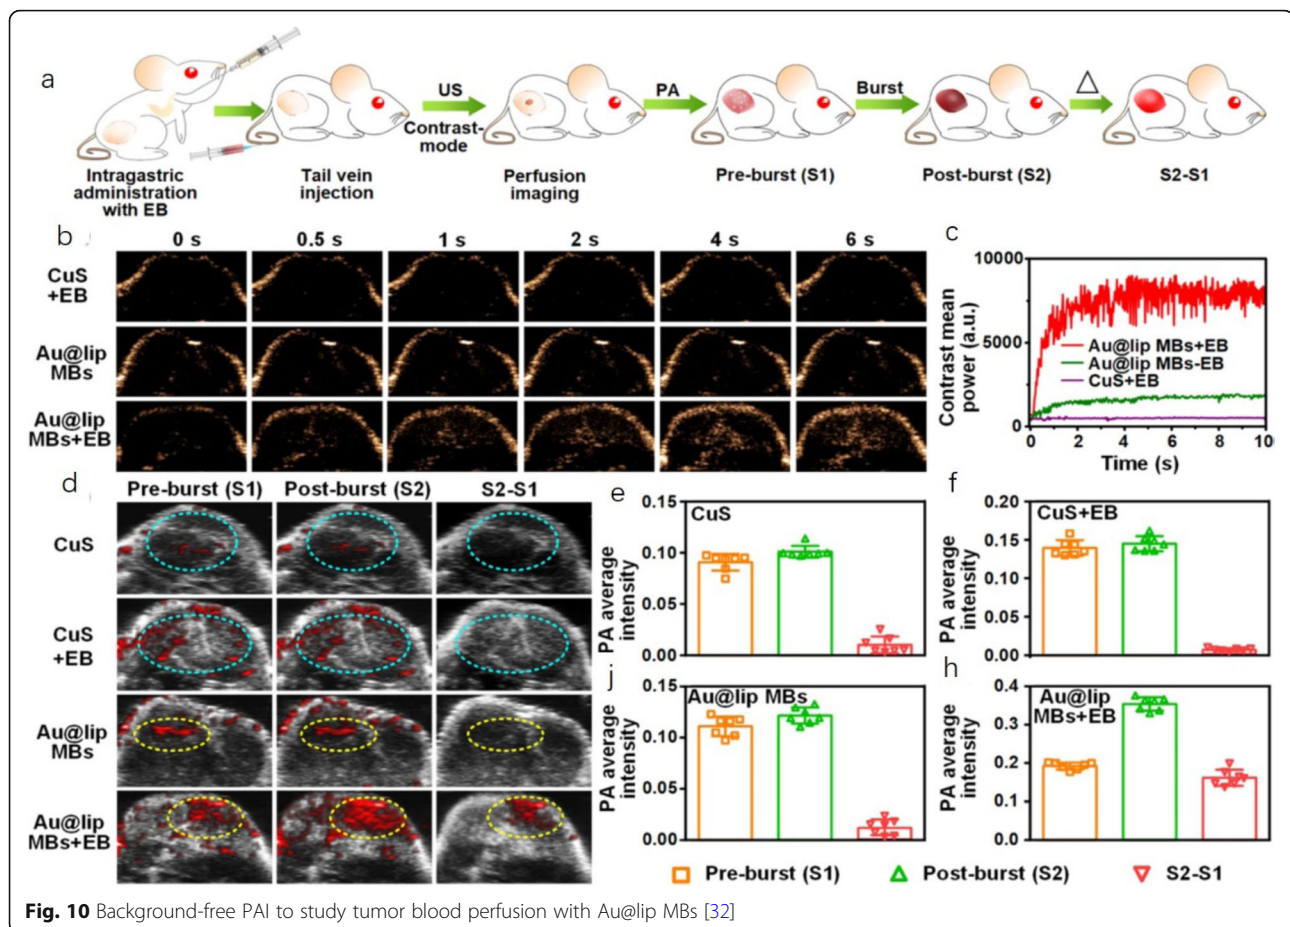 a
US
PA
Burst
△
Contrast-
mode
Intragastric
administration
with EB
Tail vein
injection
Perfusion
imaging
Pre-burst (S1)
Post-burst (S2)
S2-S1
b
0 s
0.5 s
1 s
2 s
4 s
6 s
CuS
+EB
Au@lip
MBs
Au@lip
MBs+EB
c
Contrast mean
power (a.u.)
10000
5000
0
Au@lip MBs+EB
Au@lip MBs-EB
CuS+EB
0
2
4
6
8
10
Time (s)
d
Pre-burst (S1)
Post-burst (S2)
S2-S1
CuS
CuS
+EB
Au@lip
MBs
Au@lip
MBs+EB
e
PA average
intensity
0.15
0.10
0.05
0.00
CuS
f
PA average
intensity
0.20
0.15
0.10
0.05
0.00
CuS+EB
j
PA average
intensity
0.15
0.10
0.05
0.00
Au@lip MBs
h
PA average
intensity
0.4
0.3
0.2
0.1
0.0
Au@lip
MBs+EB
Pre-burst (S1)
Post-burst (S2)
S2-S1
Fig. 10 Background-free PAI to study tumor blood perfusion with Au@lip MBs [32]